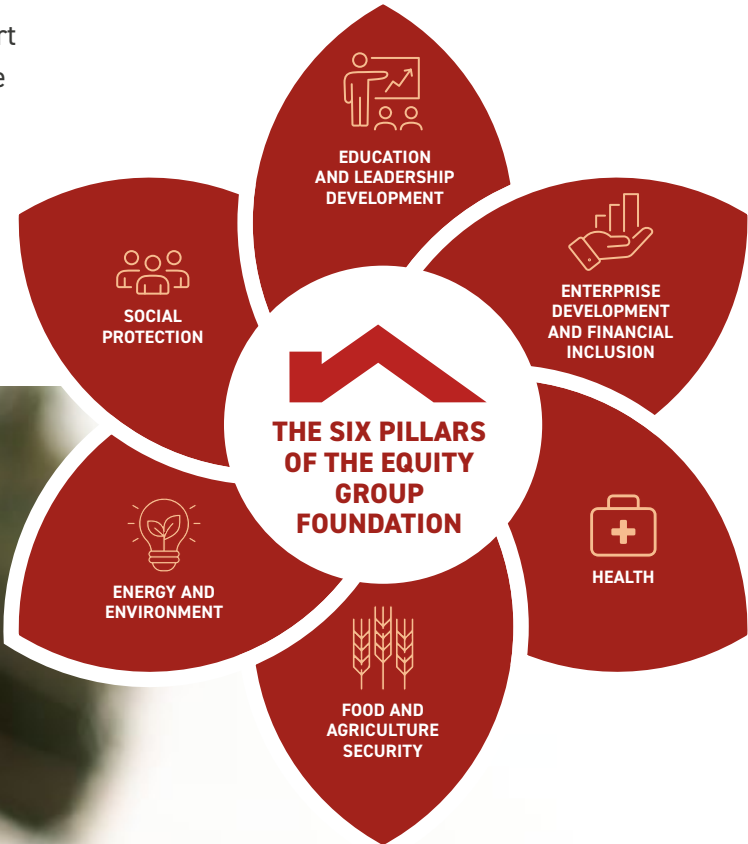 rt
e
EDUCATION
AND LEADERSHIP
DEVELOPMENT
ENTERPRISE
DEVELOPMENT
AND FINANCIAL
INCLUSION
SOCIAL
PROTECTION
THE SIX PILLARS
OF THE EQUITY
GROUP
FOUNDATION
HEALTH
ENERGY AND
ENVIRONMENT
FOOD AND
AGRICULTURE
SECURITY